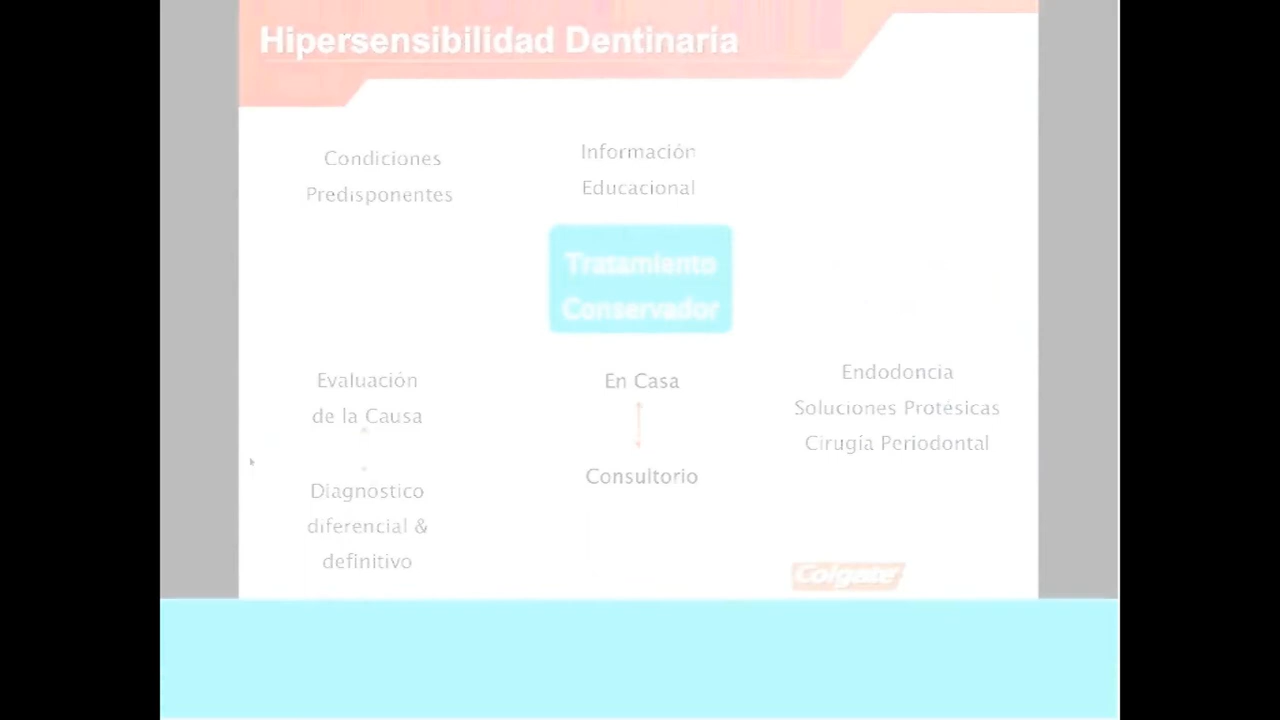 Hipersensibilidad Dentinaria
Condiciones
Predisponentes
Información
Educacional
Tratamiento
Conservador
Evaluación
de la Causa
En Casa
Consultorio
Endodoncia
Soluciones Protésicas
Cirugía Periodontal
Diagnostico
diferencial &
definitivo
Colgate